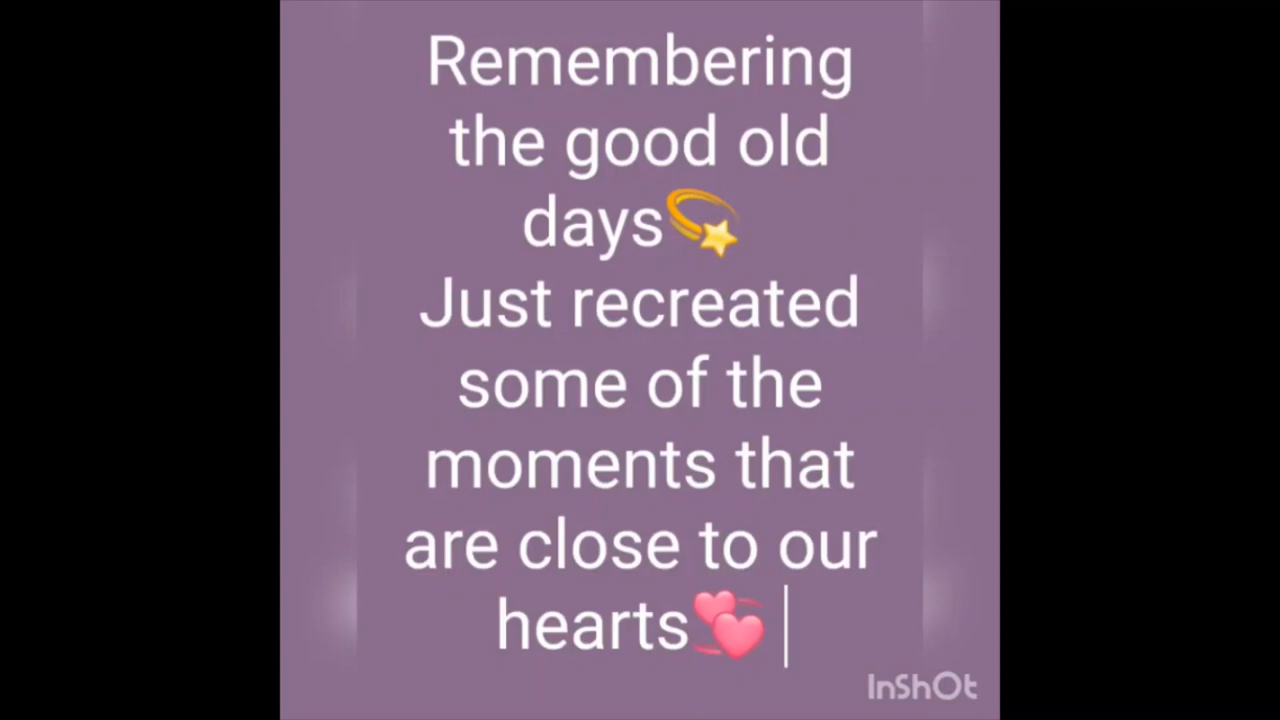 Remembering
the good old
days💫
Just recreated
some of the
moments that
are close to our
hearts💞
InShOt